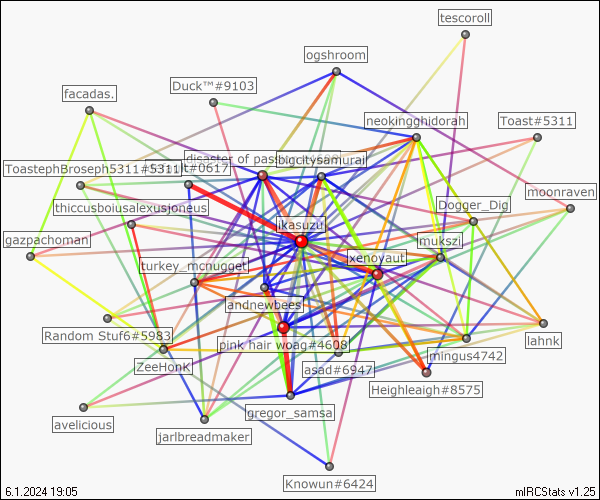 tescoroll
ogshroom
Duck™#9103
facadas.
neokingghidorah
Toast#5311
ToastephBroseph5311#5311
#0617
disaster of pass
bigcitysamurai
moonraven
thiccusboiusalexusjoneus
Dogger_Dig
jkasuzu
gazpachoman
mukszi
xenoyaut
turkey_mcnugget
andnewbees
Random Stuf6#5983
pink hair woag#4608
lahnk
mingus4742
ZeeHonK
asad#6947
Heighleaigh#8575
avelicious
gregor_samsa
jarlbreadmaker
Knowun#6424
6.1.2024 19:05
mIRCStats v1.25